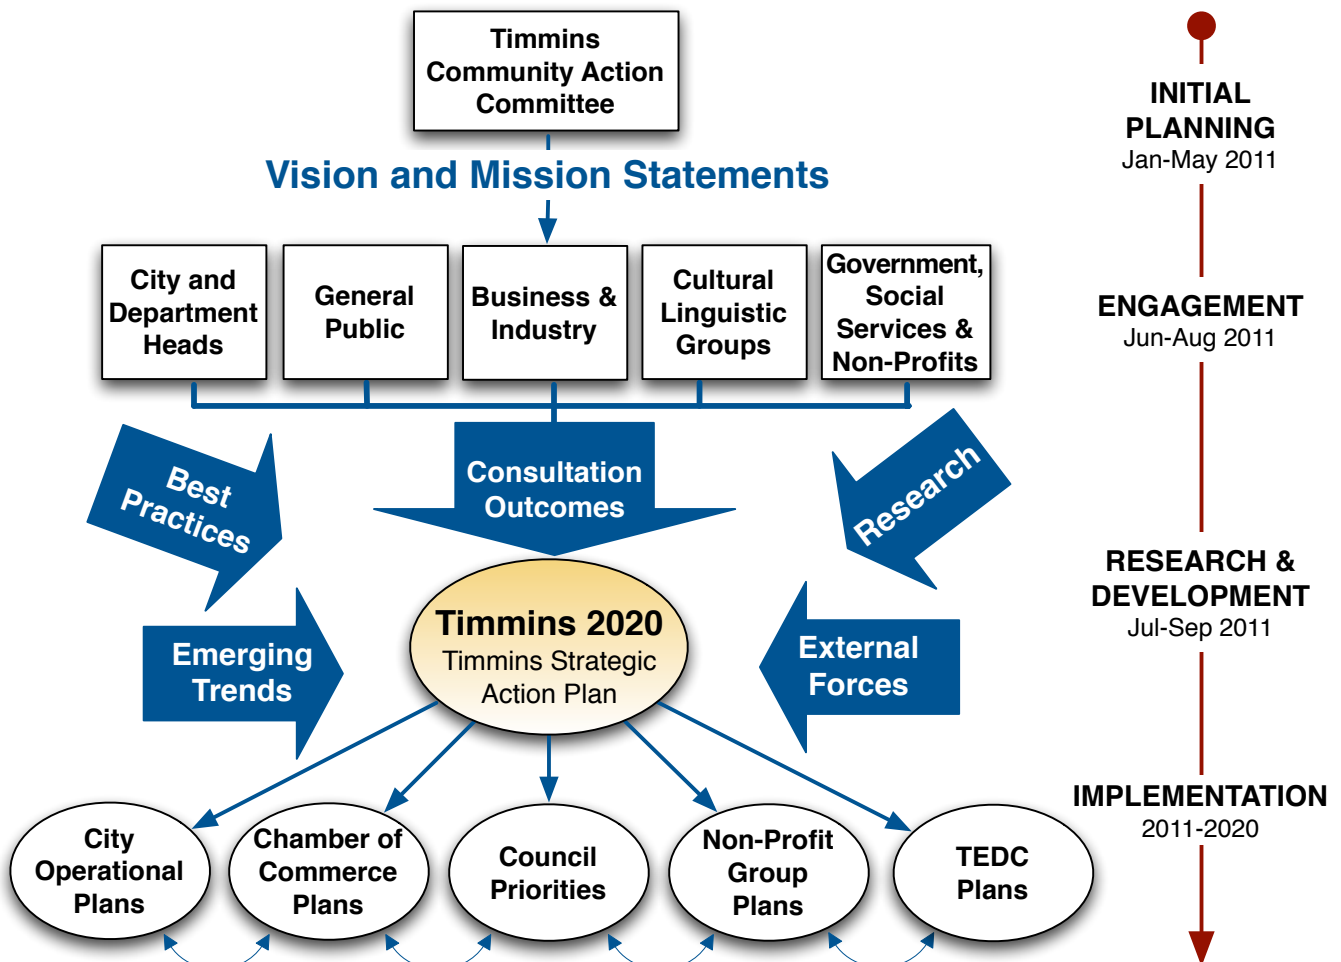 Timmins
Community Action
Committee
Vision and Mission Statements
City and
Department
Heads
General
Public
Business &
Industry
Cultural
Linguistic
Groups
Government,
Social
Services &
Non-Profits
Best
Practices
Consultation
Outcomes
Research
Emerging
Trends
Timmins 2020
Timmins Strategic
Action Plan
External
Forces
City
Operational
Plans
Chamber of
Commerce
Plans
Council
Priorities
Non-Profit
Group
Plans
TEDC
Plans
INITIAL
PLANNING
Jan-May 2011
ENGAGEMENT
Jun-Aug 2011
RESEARCH &
DEVELOPMENT
Jul-Sep 2011
IMPLEMENTATION
2011-2020